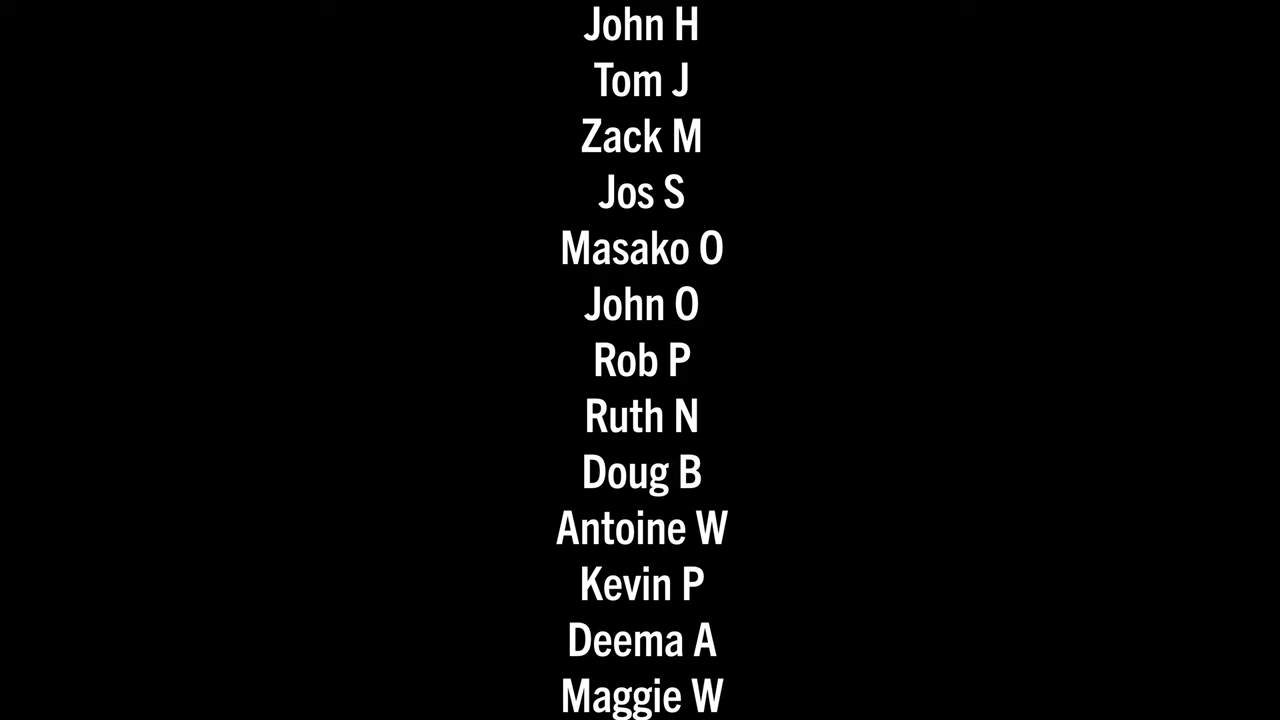 John H
Tom J
Zack M
Jos S
Masako O
John O
Rob P
Ruth N
Doug B
Antoine W
Kevin P
Deema A
Maggie W